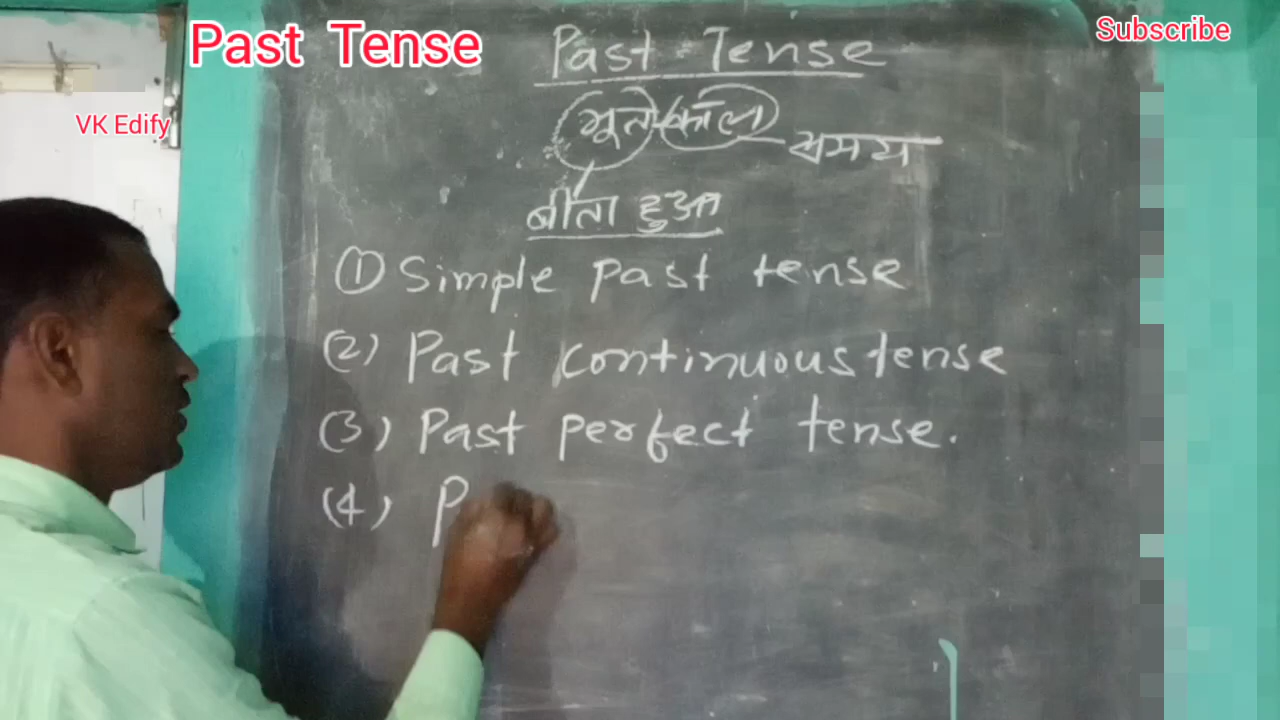 Past Tense
Subscribe
VK Edify
Past Tense
भूतकाल
समय
बीता हुआ
① Simple past tense
(2) Past continuous tense
(3) Past perfect tense.
(4) P